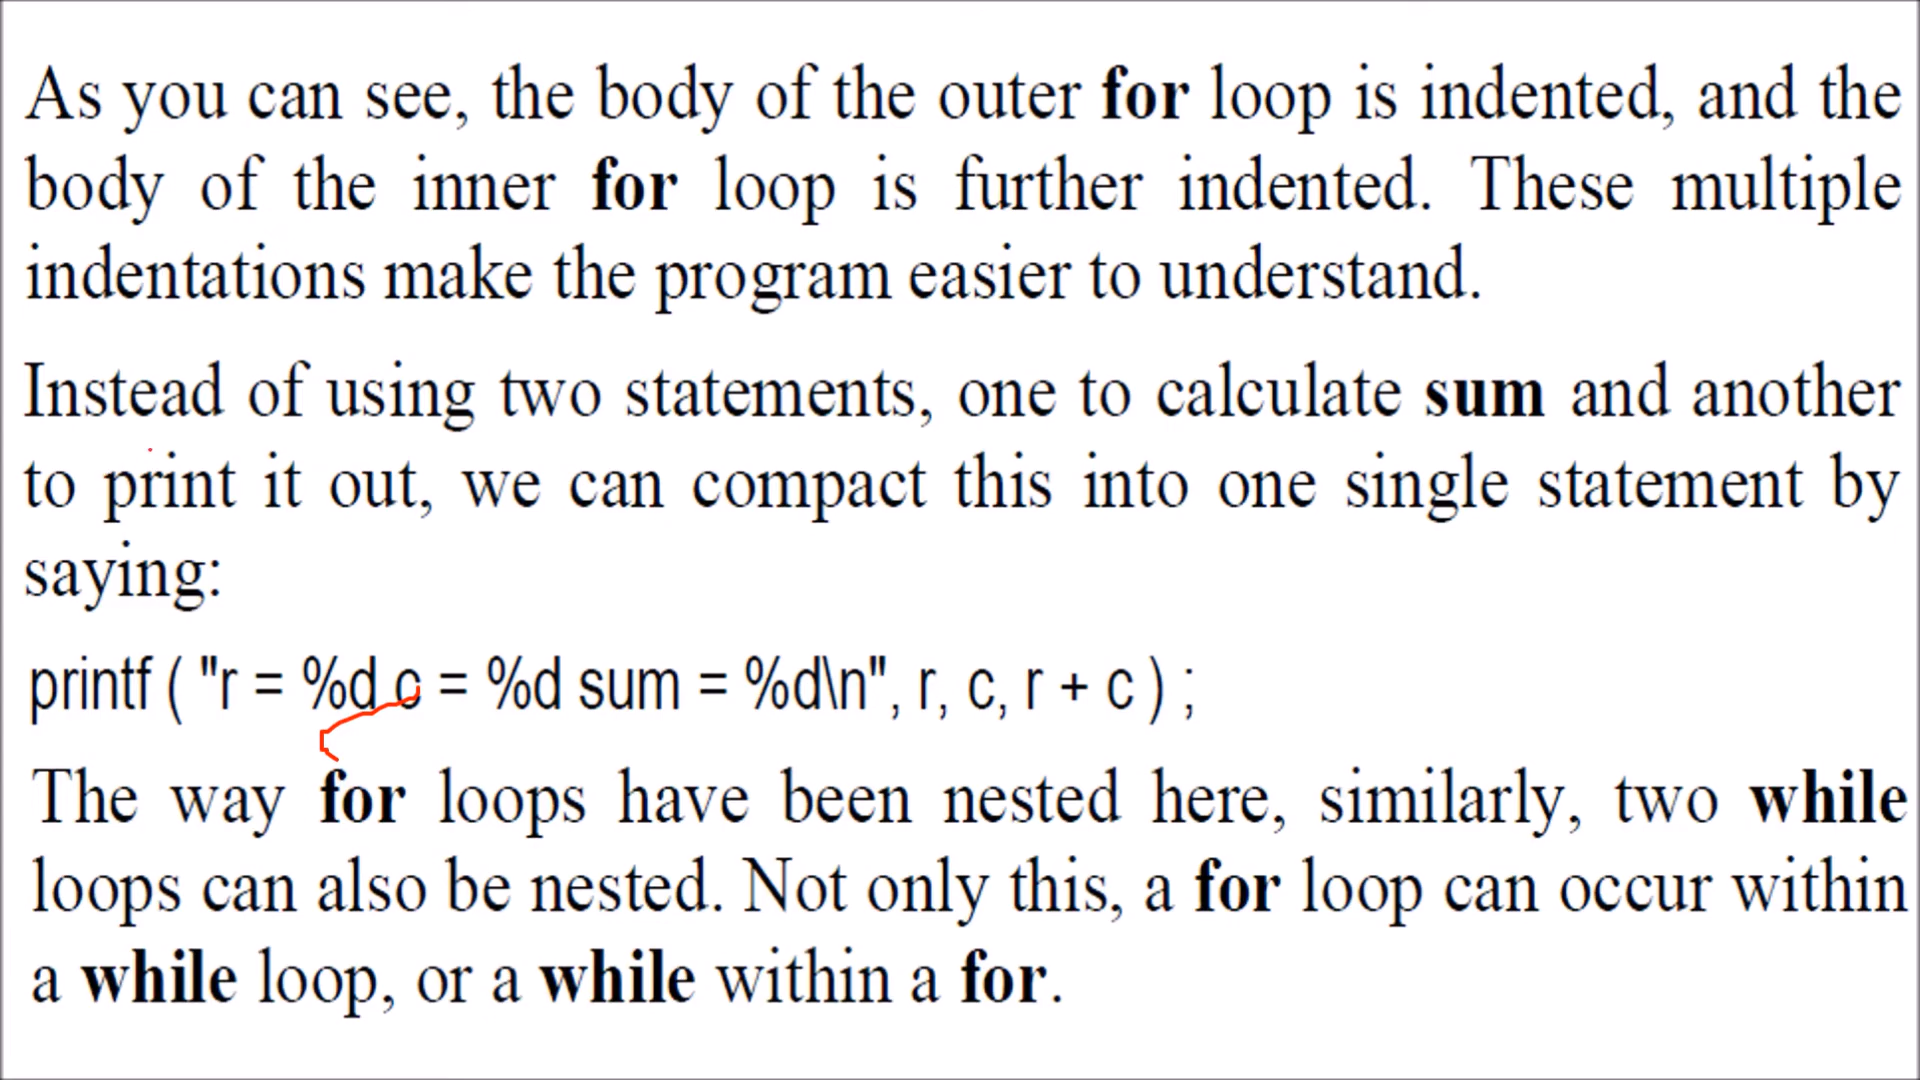 As you can see, the body of the outer for loop is indented, and the
body of the inner for loop is further indented. These multiple
indentations make the program easier to understand.
Instead of using two statements, one to calculate sum and another
to print it out, we can compact this into one single statement by
saying:
printf ( "r = %d c = %d sum = %d\n", r, c, r + c ) ;
The way for loops have been nested here, similarly, two while
loops can also be nested. Not only this, a for loop can occur within
a while loop, or a while within a for.